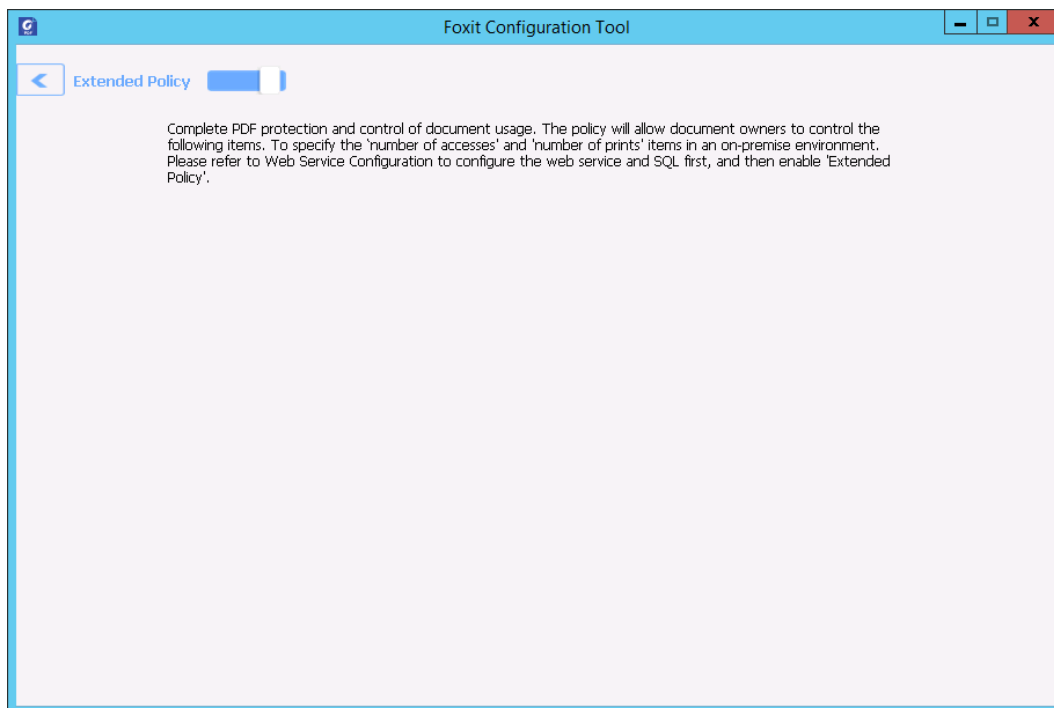 Foxit Configuration Tool
Extended Policy
Complete PDF protection and control of document usage. The policy will allow document owners to control the
following items. To specify the 'number of accesses' and 'number of prints' items in an on-premise environment.
Please refer to Web Service Configuration to configure the web service and SQL first, and then enable 'Extended
Policy'.